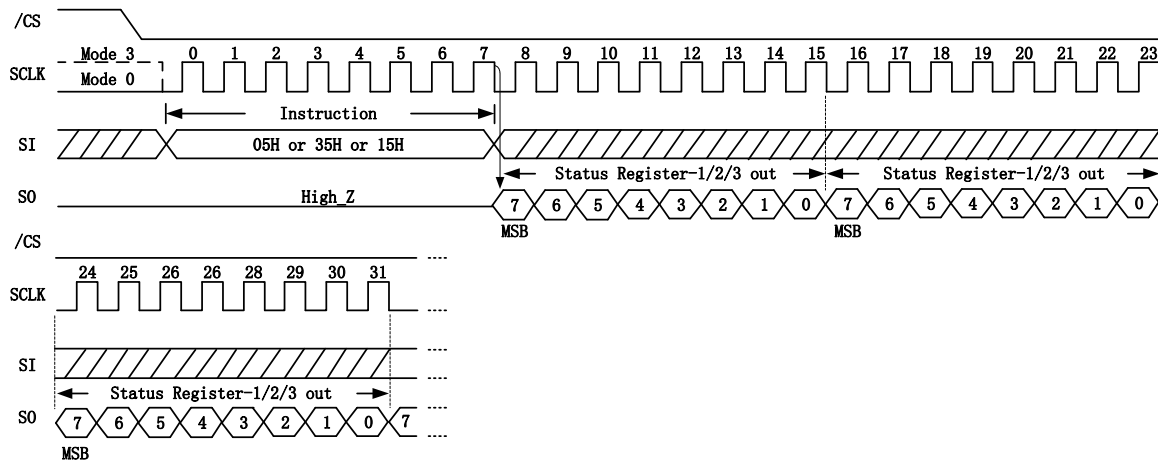 /CS
Mode 3 0 1 2 3 4 5 6 7 8 9 10 11 12 13 14 15 16 17 18 19 20 21 22 23
SCLK
Mode 0
Instruction
SI 05H or 35H or 15H
Status Register-1/2/3 out Status Register-1/2/3 out
SO High_Z 7 6 5 4 3 2 1 0 7 6 5 4 3 2 1 0
MSB MSB
/CS
24 25 26 26 28 29 30 31
SCLK
SI
Status Register-1/2/3 out
SO 7 6 5 4 3 2 1 0 7
MSB